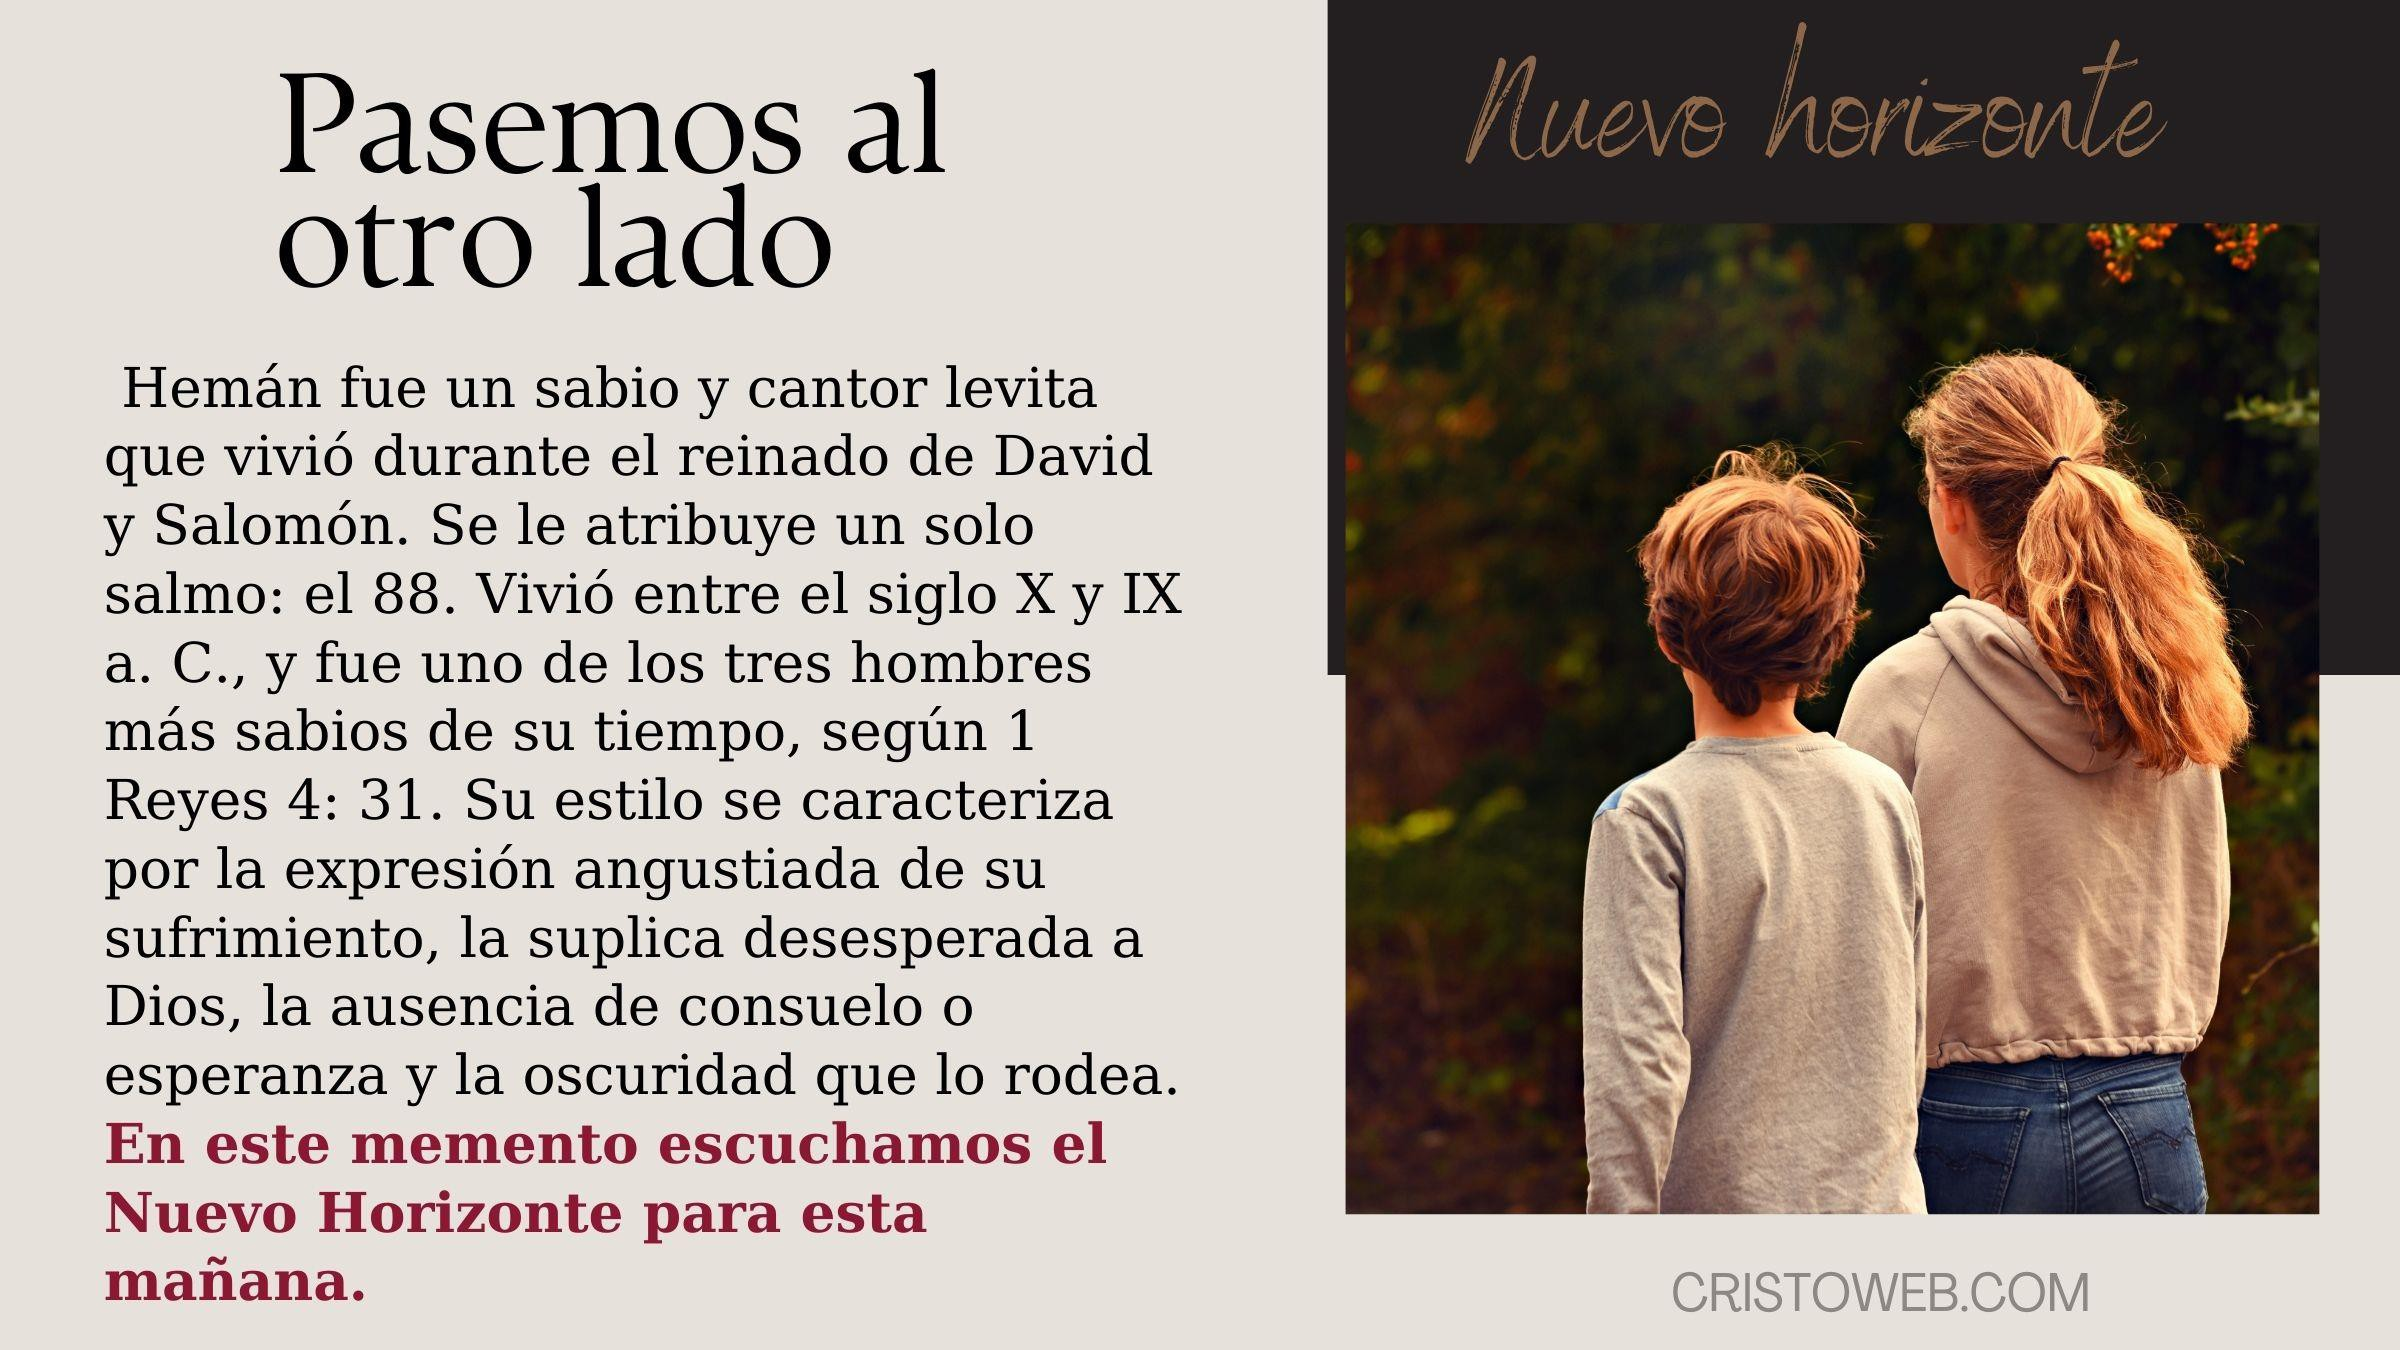 Pasemos al
otro lado
Hemán fue un sabio y cantor levita
que vivió durante el reinado de David
y Salomón. Se le atribuye un solo
salmo: el 88. Vivió entre el siglo X y IX
a. C., y fue uno de los tres hombres
más sabios de su tiempo, según 1
Reyes 4: 31. Su estilo se caracteriza
por la expresión angustiada de su
sufrimiento, la suplica desesperada a
Dios, la ausencia de consuelo o
esperanza y la oscuridad que lo rodea.
En este memento escuchamos el
Nuevo Horizonte para esta
mañana.
Nuevo horizonte
CRISTOWEB.COM